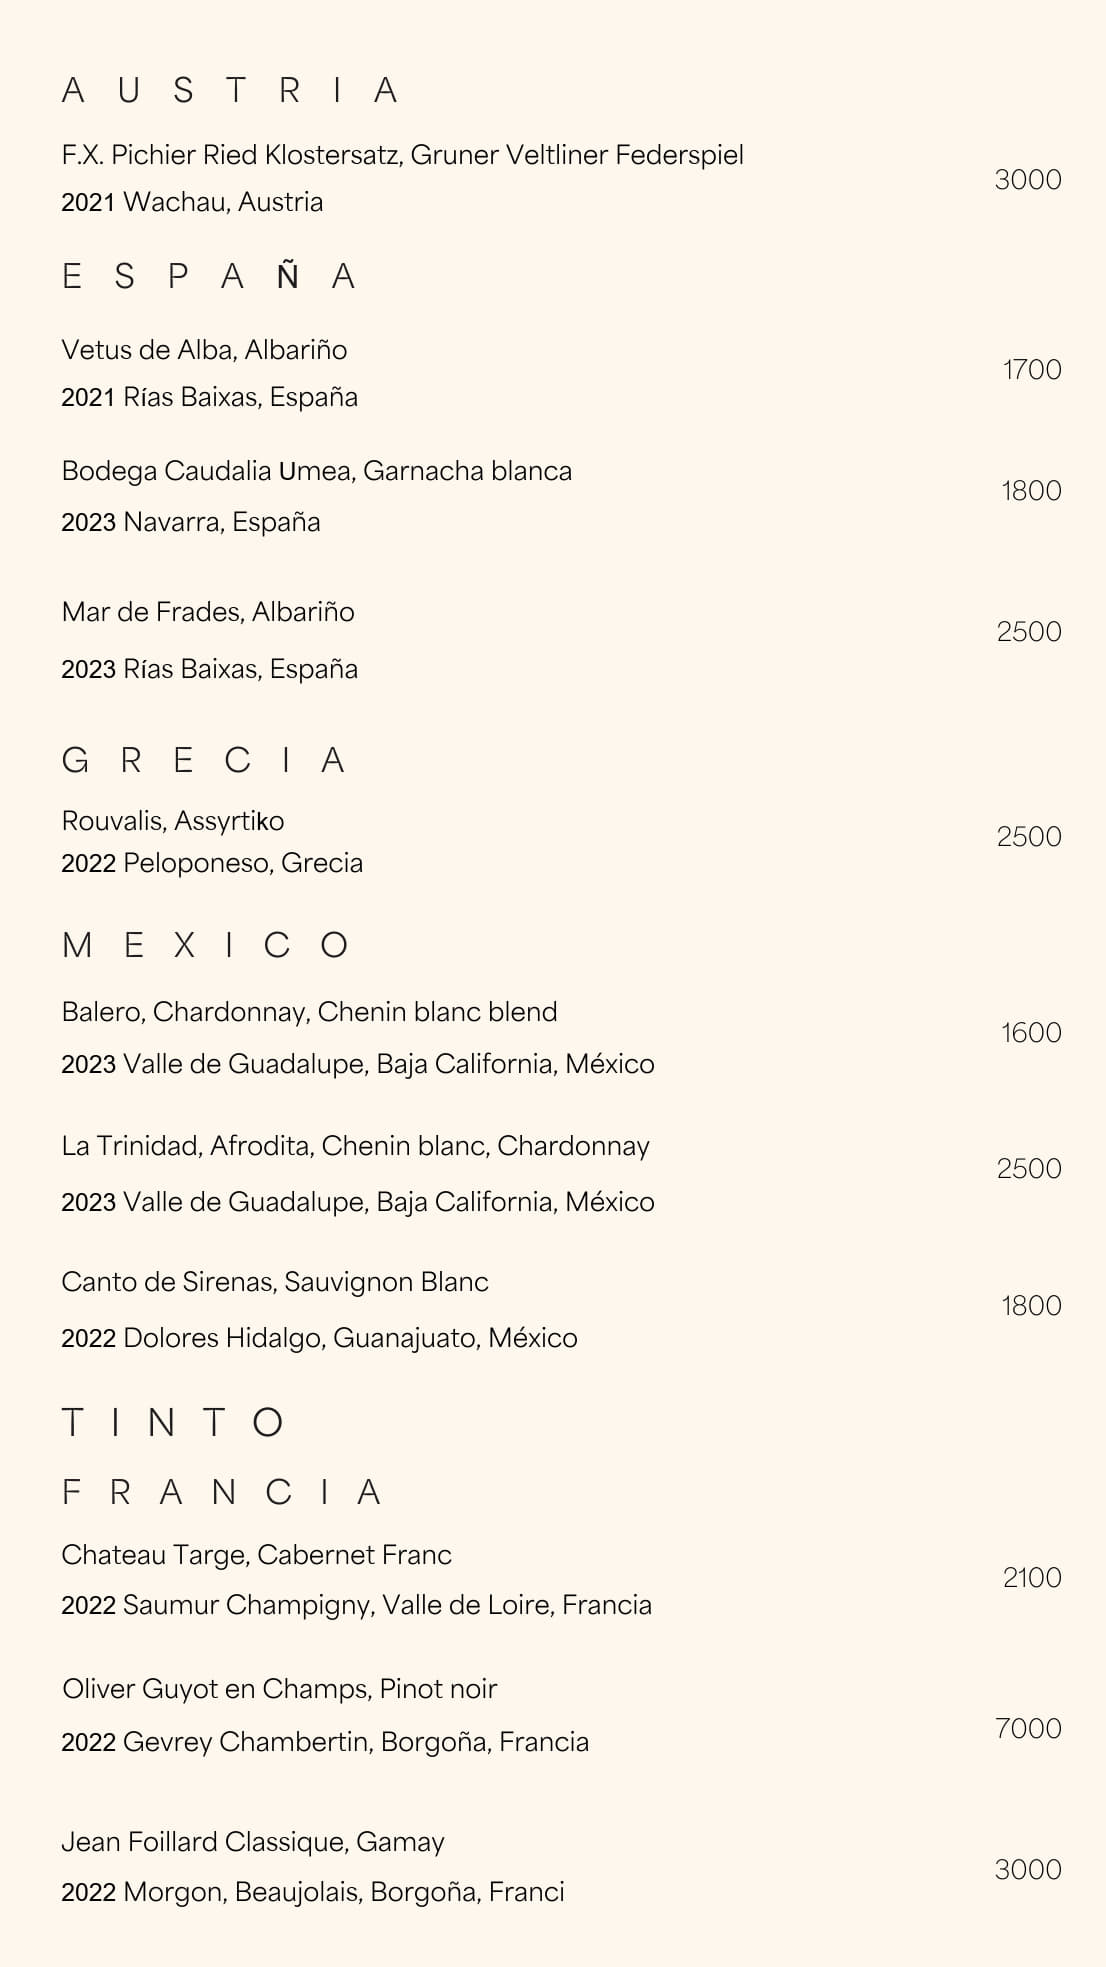 AUSTRIA
F.X. Pichier Ried Klostersatz, Gruner Veltliner Federspiel
3000
2021 Wachau, Austria
ESPAÑA
Vetus de Alba, Albariño
1700
2021 Rías Baixas, España
Bodega Caudalia Umea, Garnacha blanca
1800
2023 Navarra, España
Mar de Frades, Albariño
2500
2023 Rías Baixas, España
GRECIA
Rouvalis, Assyrtiko
2500
2022 Peloponeso, Grecia
MEXICO
Balero, Chardonnay, Chenin blanc blend
1600
2023 Valle de Guadalupe, Baja California, México
La Trinidad, Afrodita, Chenin blanc, Chardonnay
2500
2023 Valle de Guadalupe, Baja California, México
Canto de Sirenas, Sauvignon Blanc
1800
2022 Dolores Hidalgo, Guanajuato, México
TINTO
FRANCIA
Chateau Targe, Cabernet Franc
2100
2022 Saumur Champigny, Valle de Loire, Francia
Oliver Guyot en Champs, Pinot noir
7000
2022 Gevrey Chambertin, Borgoña, Francia
Jean Foillard Classique, Gamay
3000
2022 Morgon, Beaujolais, Borgoña, Franci